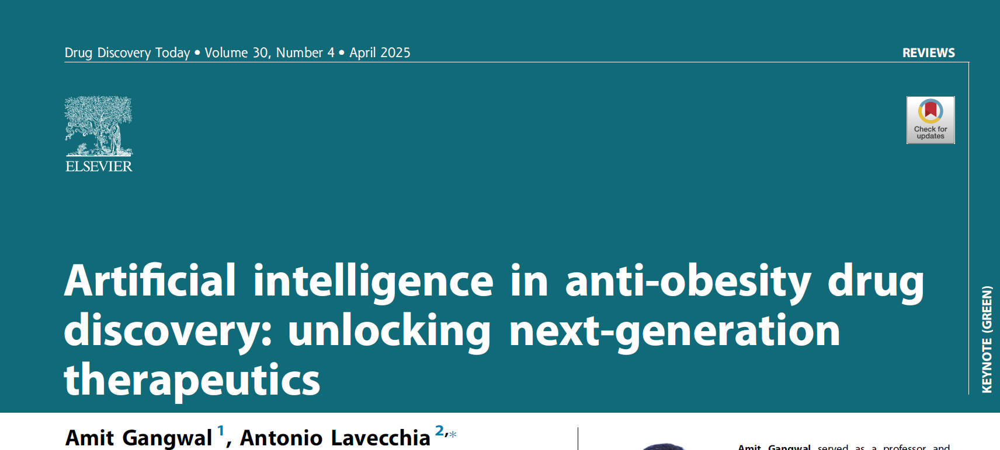 Drug Discovery Today • Volume 30, Number 4 • April 2025
REVIEWS
ELSEVIER
Check for
updates
Artificial intelligence in anti-obesity drug
discovery: unlocking next-generation
therapeutics
KEYNOTE (GREEN)
Amit Gangwal 1, Antonio Lavecchia 2,*
Amit Gangwal served as a professor and